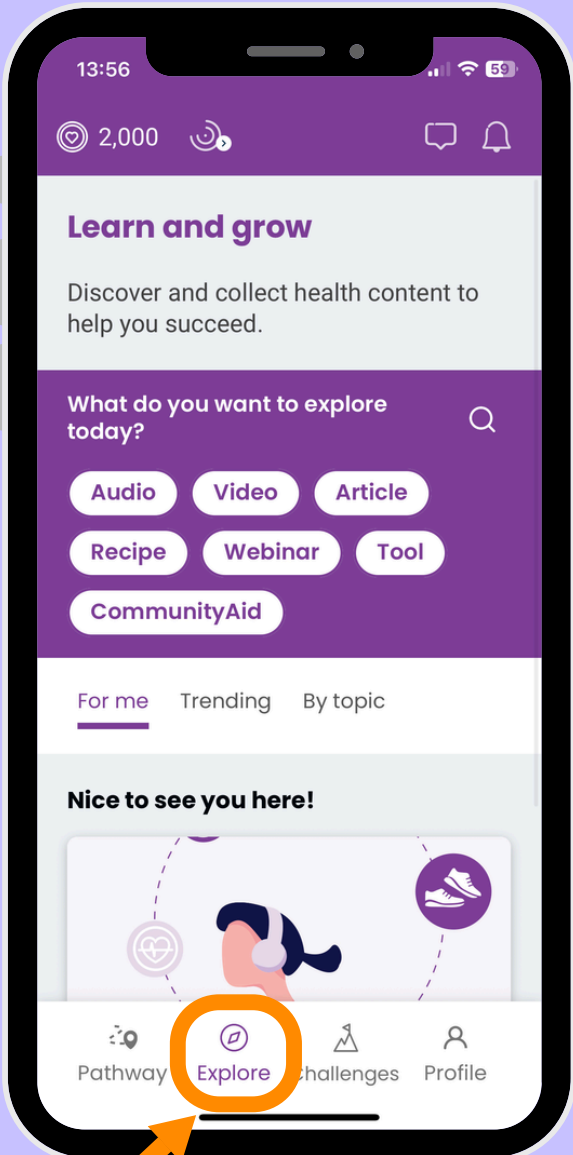 13:56
59
2,000
Learn and grow
Discover and collect health content to
help you succeed.
What do you want to explore
today?
Audio Video Article
Recipe Webinar Tool
CommunityAid
For me Trending By topic
Nice to see you here!
Pathway Explore hallenges Profile